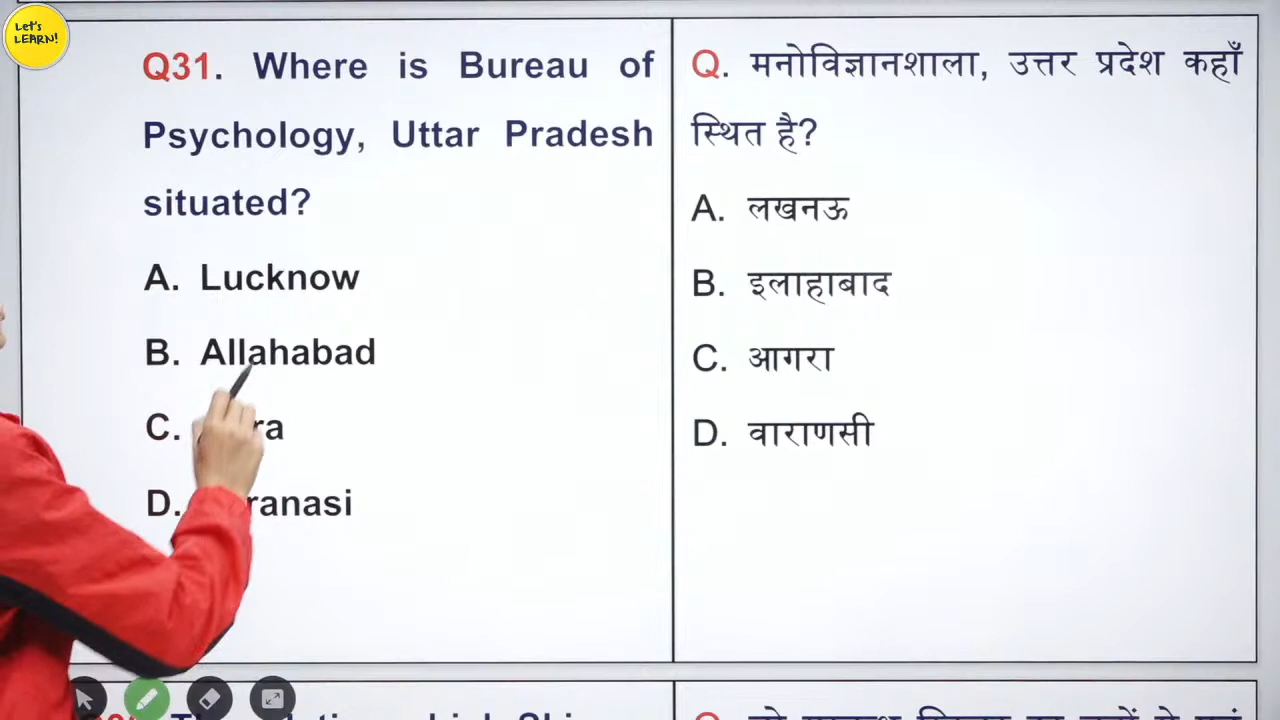 Let's
LEARN!
Q31. Where is Bureau of
Psychology, Uttar Pradesh
situated?
A. Lucknow
B. Allahabad
C.
D.
Q. मनोविज्ञानशाला, उत्तर प्रदेश कहाँ
स्थित है?
A. लखनऊ
B. इलाहाबाद
C. आगरा
D. वाराणसी